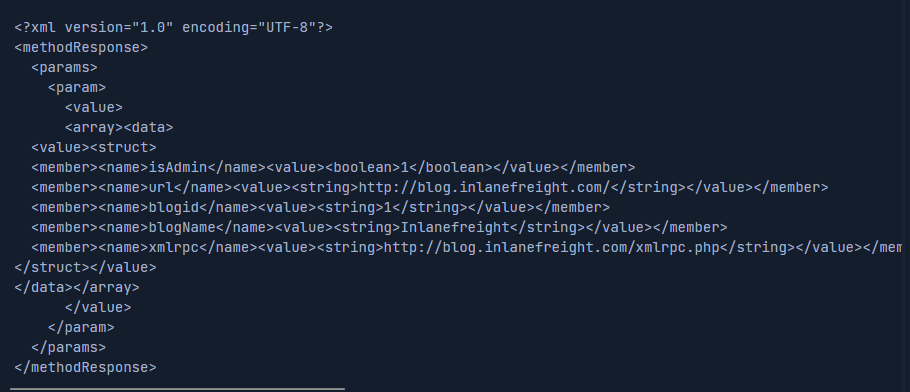 <?xml version="1.0" encoding="UTF-8"?>
<methodResponse>
  <params>
    <param>
      <value>
      <array><data>
  <value><struct>
  <member><name>isAdmin</name><value><boolean>1</boolean></value></member>
  <member><name>url</name><value><string>http://blog.inlanefreight.com/</string></value></member>
  <member><name>blogid</name><value><string>1</string></value></member>
  <member><name>blogName</name><value><string>Inlanefreight</string></value></member>
  <member><name>xmlrpc</name><value><string>http://blog.inlanefreight.com/xmlrpc.php</string></value></mem
</struct></value>
</data></array>
      </value>
    </param>
  </params>
</methodResponse>